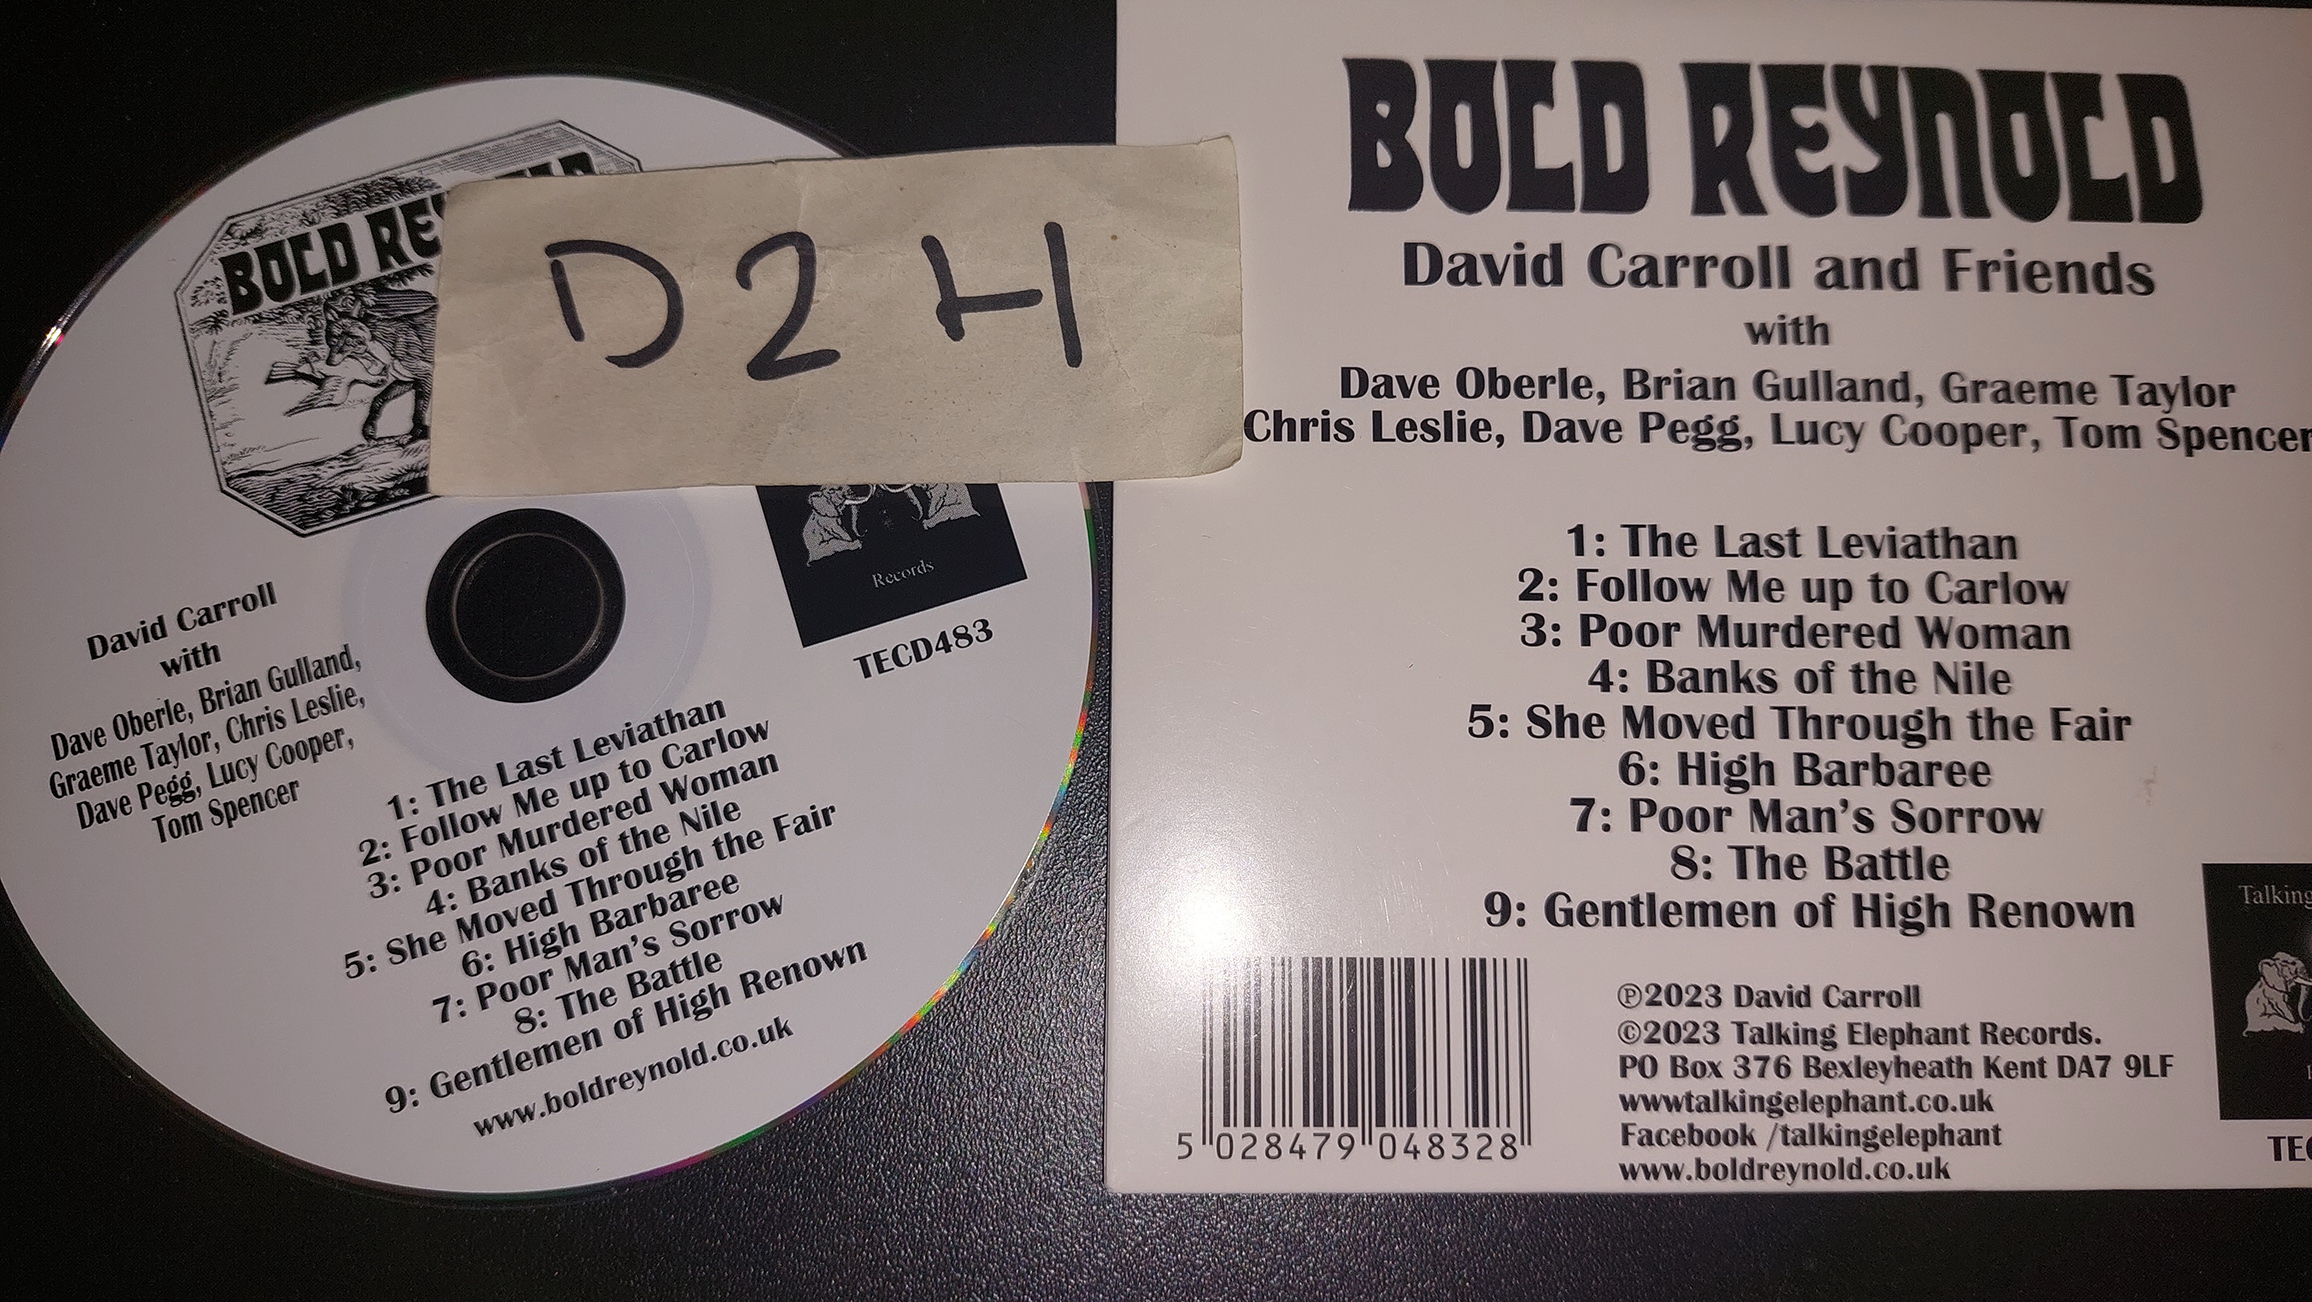 BOLD
D2H
Records
TECD483
David Carroll
with
Dave Oberle, Brian Gulland,
Graeme Taylor, Chris Leslie,
Dave Pegg, Lucy Cooper,
Tom Spencer
1: The Last Leviathan
2: Follow Me up to Carlow
3: Poor Murdered Woman
4: Banks of the Nile
5: She Moved Through the Fair
6: High Barbaree
7: Poor Man's Sorrow
8: The Battle
9: Gentlemen of High Renown
www.boldreynold.co.uk
BOLD REYNOLD
David Carroll and Friends
with
Dave Oberle, Brian Gulland, Graeme Taylor
Chris Leslie, Dave Pegg, Lucy Cooper, Tom Spencer
1: The Last Leviathan
2: Follow Me up to Carlow
3: Poor Murdered Woman
4: Banks of the Nile
5: She Moved Through the Fair
6: High Barbaree
7: Poor Man's Sorrow
8: The Battle
9: Gentlemen of High Renown
Talking
5 028479 048328
℗2023 David Carroll
©2023 Talking Elephant Records.
PO Box 376 Bexleyheath Kent DA7 9LF
wwwtalkingelephant.co.uk
Facebook /talkingelephant
www.boldreynold.co.uk